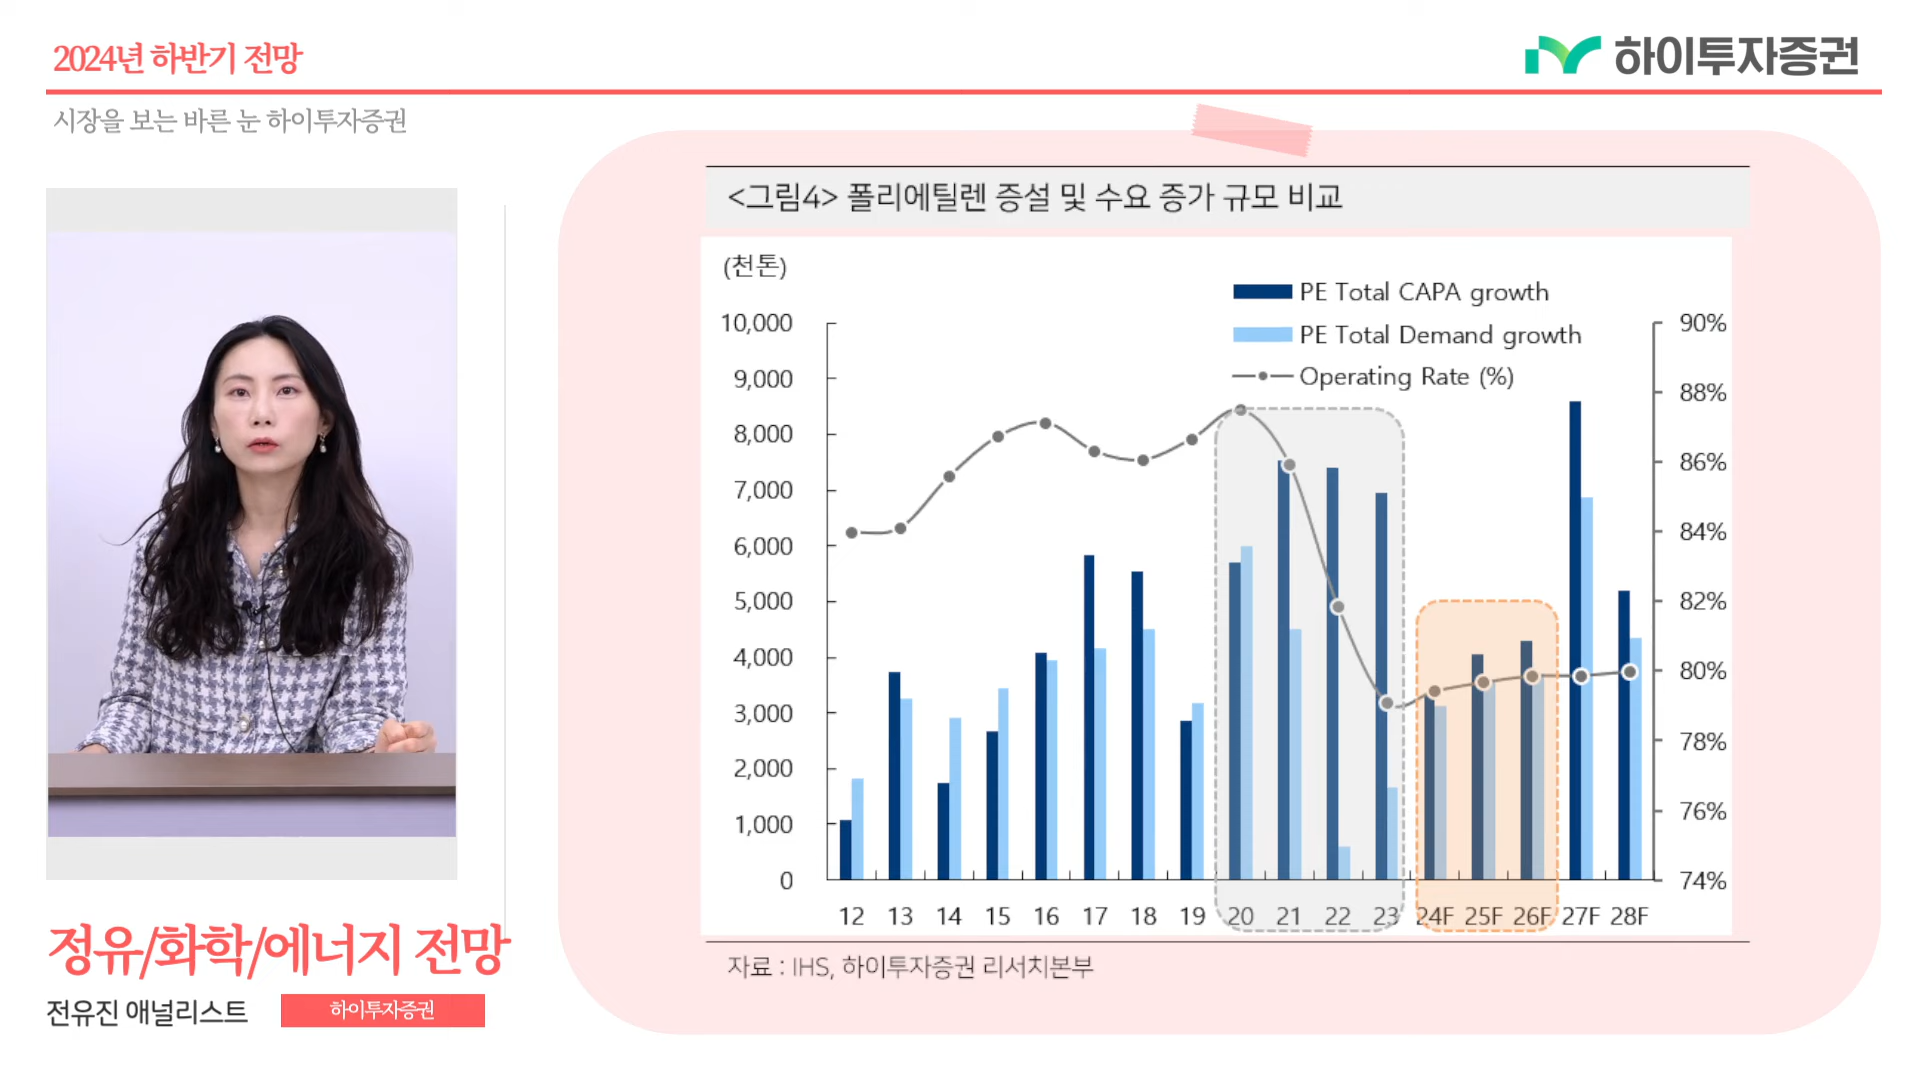 2024년 하반기 전망
하이투자증권
시장을 보는 바른 눈 하이투자증권
<그림4> 폴리에틸렌 증설 및 수요 증가 규모 비교
(천톤)
PE Total CAPA growth
PE Total Demand growth
Operating Rate (%)
10,000
9,000
8,000
7,000
6,000
5,000
4,000
3,000
2,000
1,000
0
90%
88%
86%
84%
82%
80%
78%
76%
74%
12 13 14 15 16 17 18 19 20 21 22 23 24F 25F 26F 27F 28F
자료 : IHS, 하이투자증권 리서치본부
정유/화학/에너지 전망
전유진 애널리스트
하이투자증권